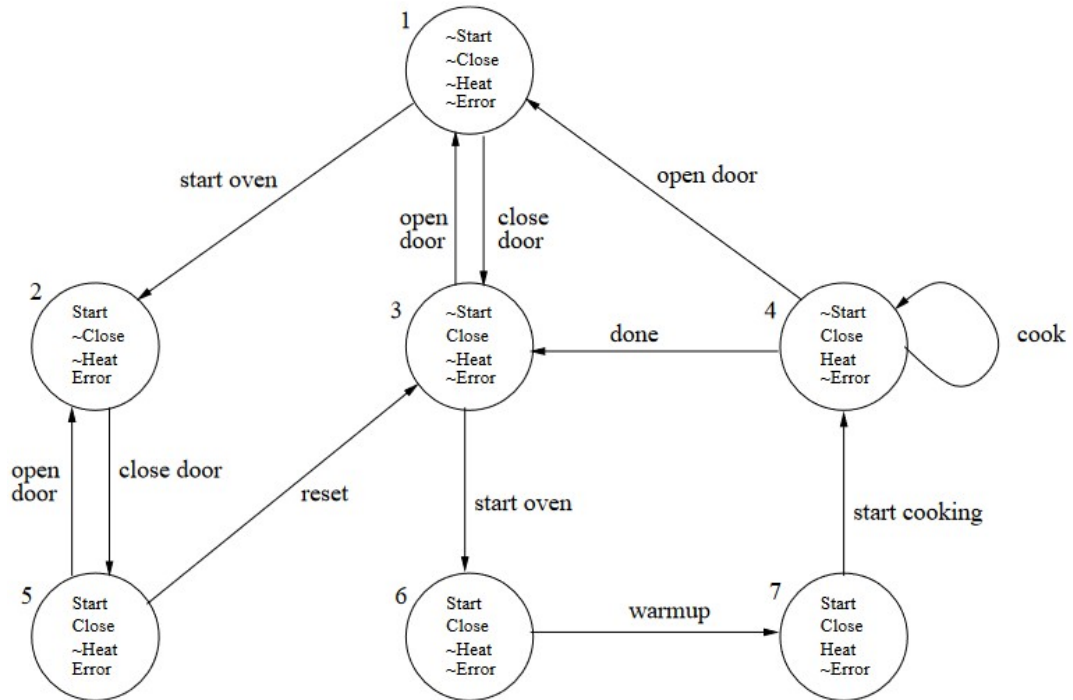 1
~Start
~Close
~Heat
~Error
start oven
open door
open
door
close
door
2
Start
~Close
~Heat
Error
3
~Start
Close
~Heat
~Error
done
4
~Start
Close
Heat
~Error
cook
open
door
close door
reset
start oven
start cooking
5
Start
Close
~Heat
Error
6
Start
Close
~Heat
~Error
warmup
7
Start
Close
Heat
~Error